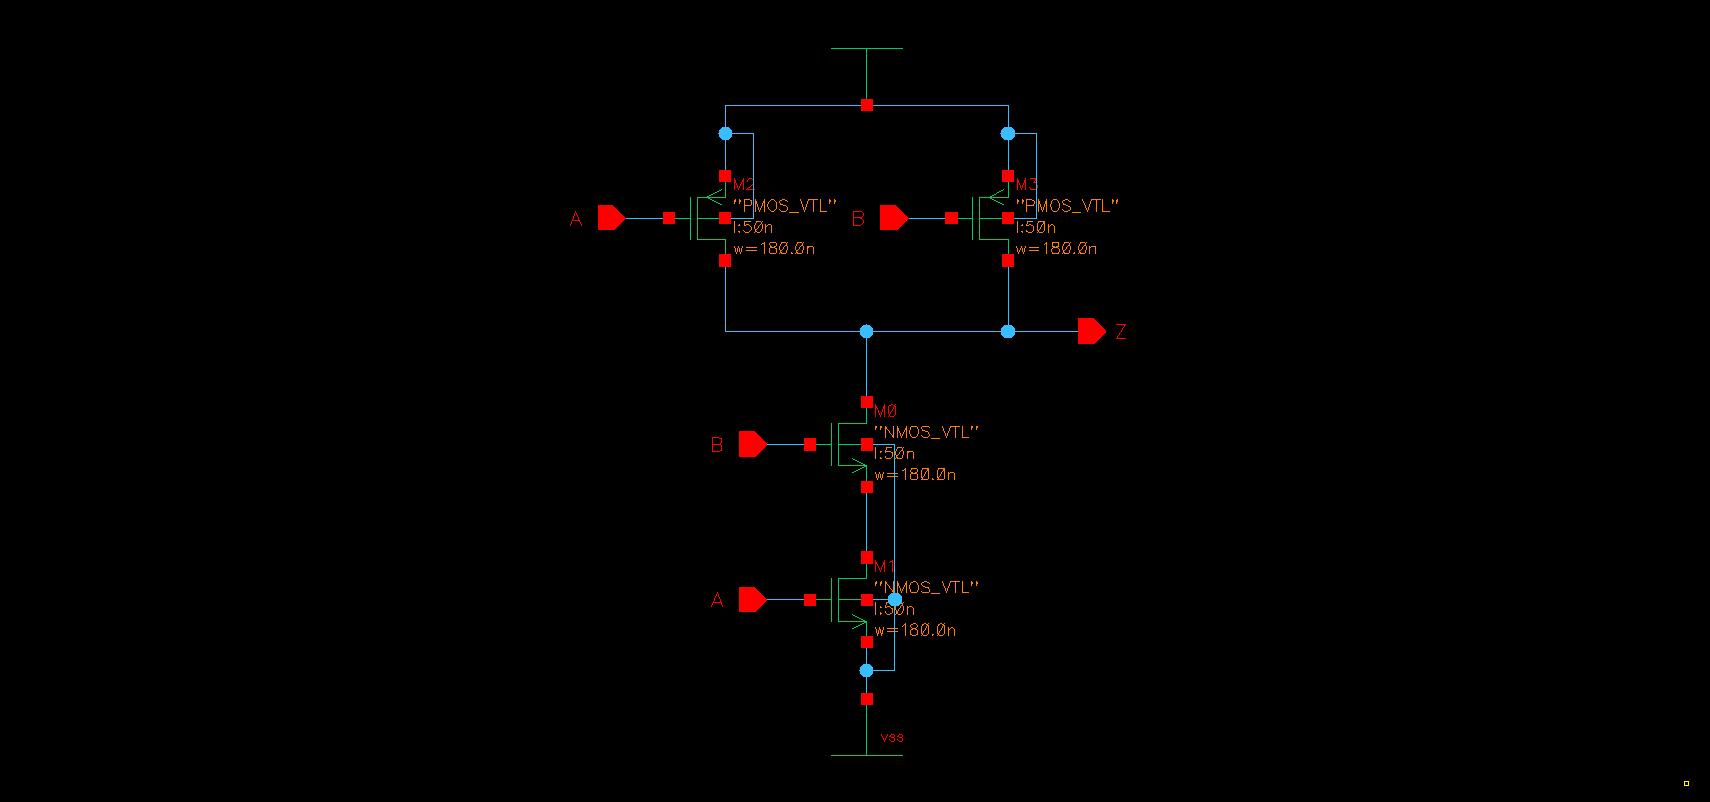 M2
"PMOS_VTL"
l:50n
w=180.0n
A
M3
"PMOS_VTL"
l:50n
w=180.0n
B
Z
M0
"NMOS_VTL"
l:50n
w=180.0n
B
M1
"NMOS_VTL"
l:50n
w=180.0n
A
vss